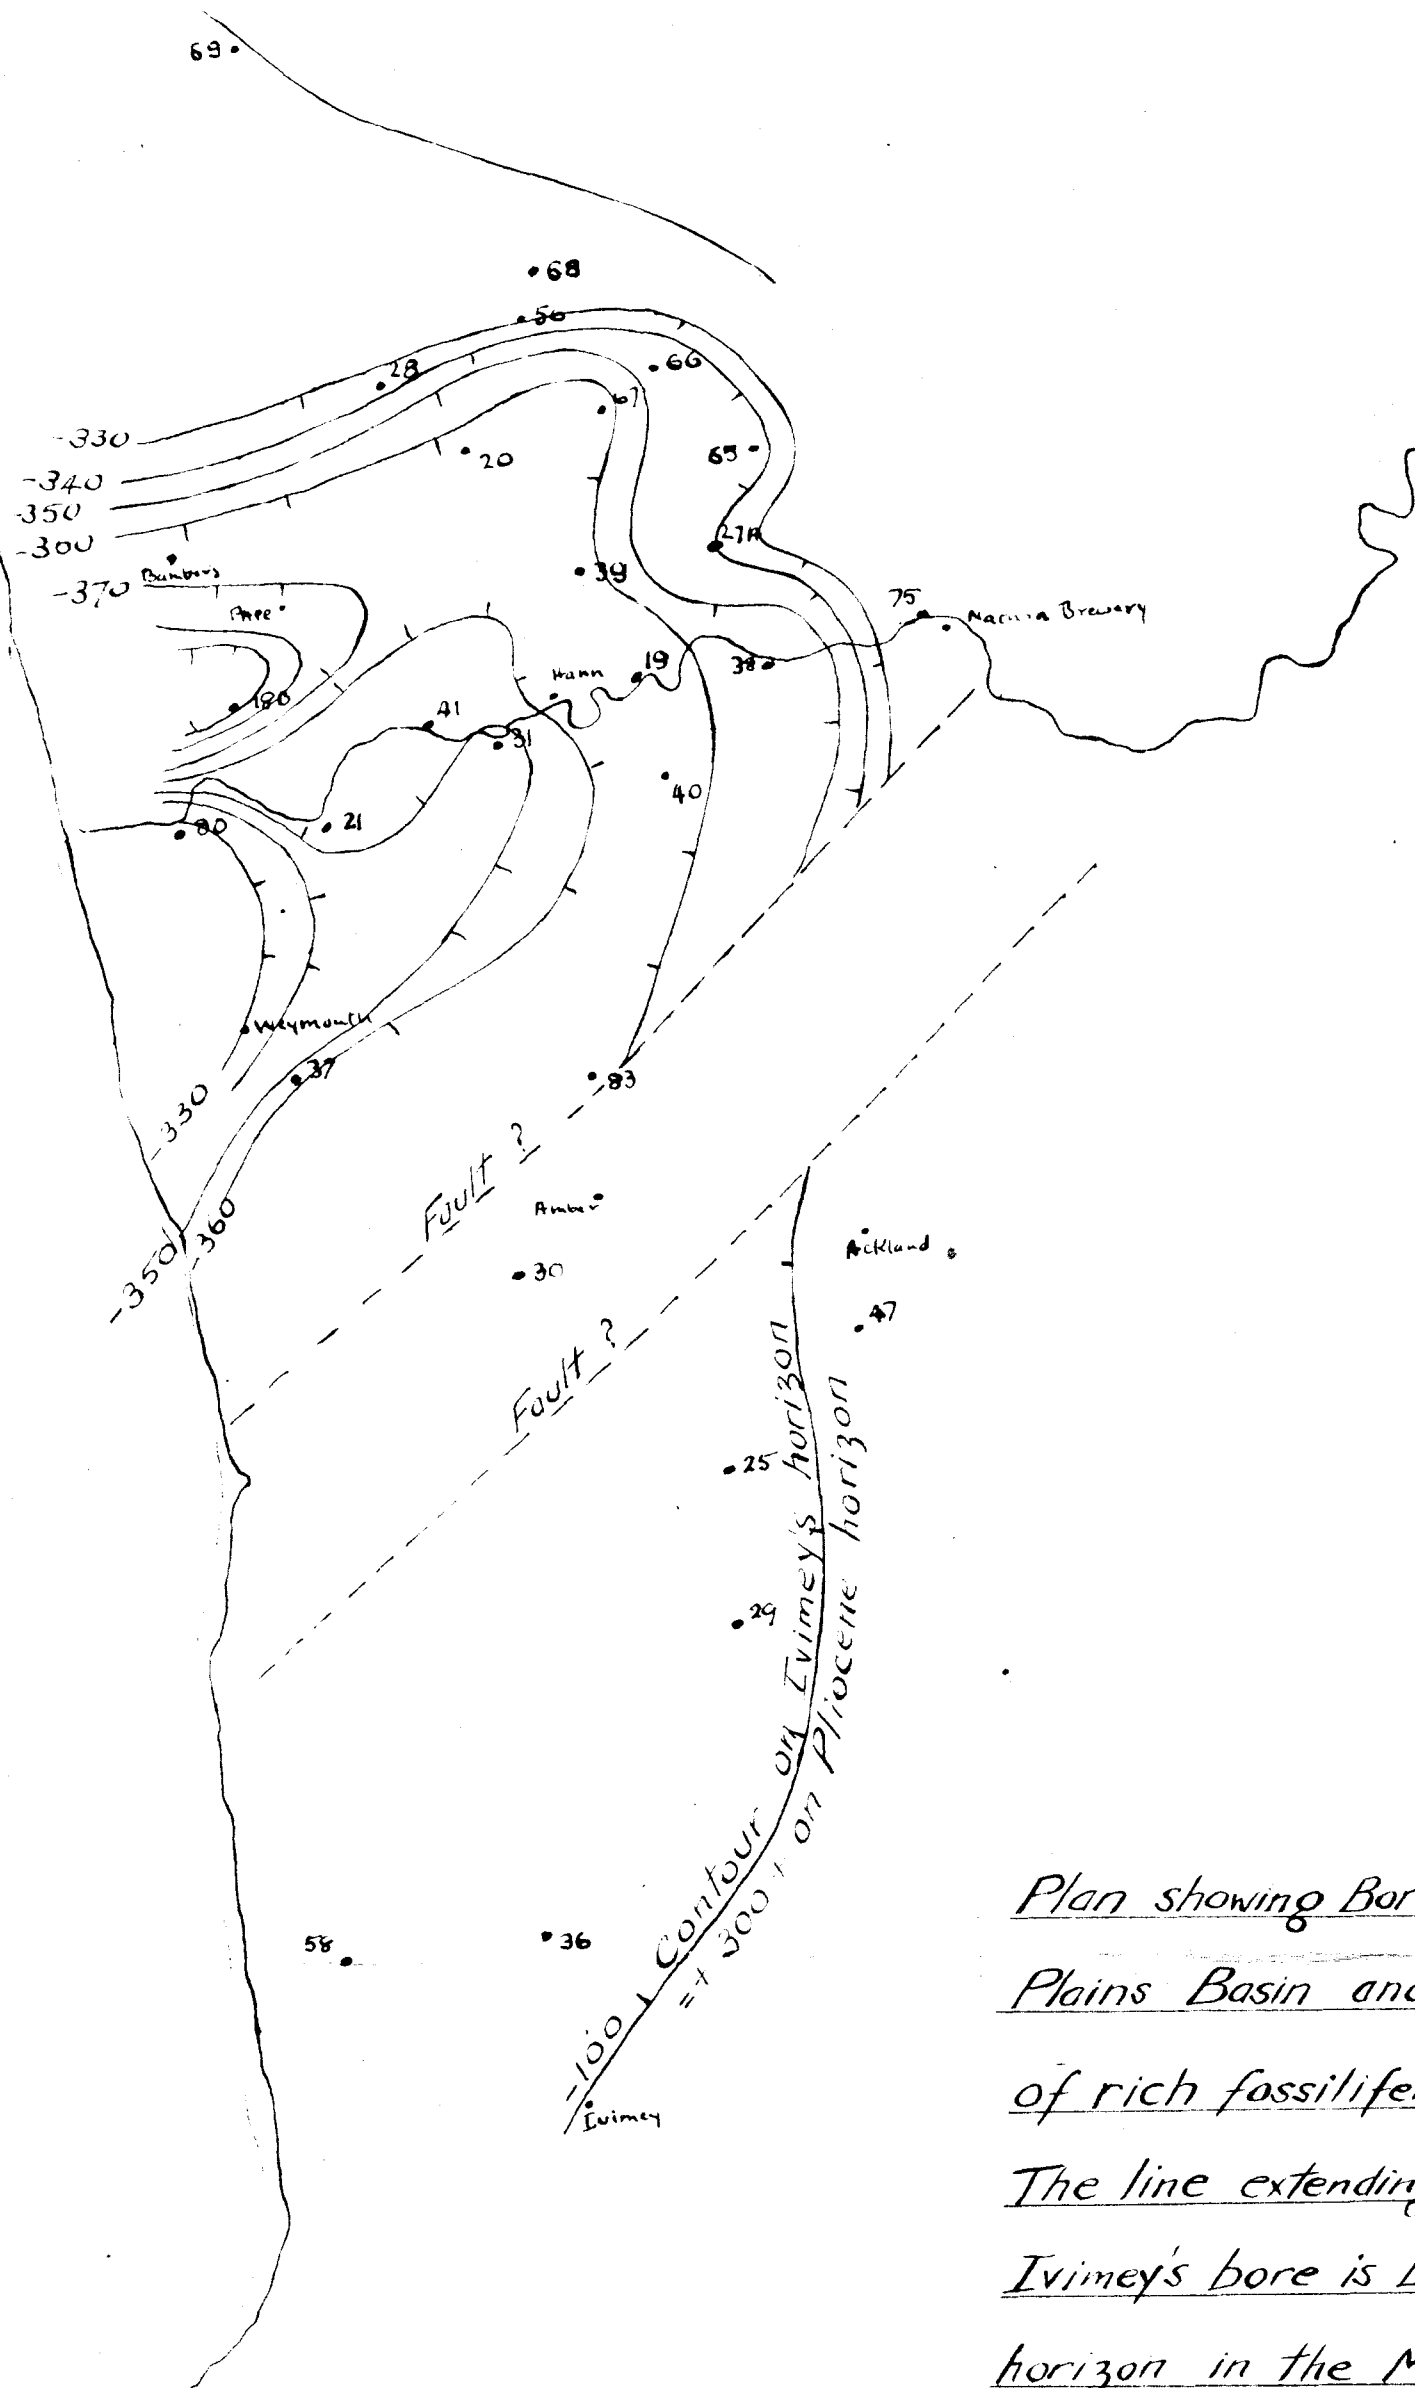 69
68
56
28
66
67
-330
20
65
-340
-350
-300
27A
Bambors
-370
39
75
Brewery
Hann
19
38
180
41
31
40
80
21
Weymouth
37
83
-330
Fault ?
Amber
-360
-350
Ackland
30
47
Fault ?
25
29
-100 Contour on Ivimey's horizon
=+ 300+ on Pliocene horizon
58
36
Ivimey
Plan showing Bor
Plains Basin and
of rich fossilife
The line extending
Ivimey's bore is
horizon in the M